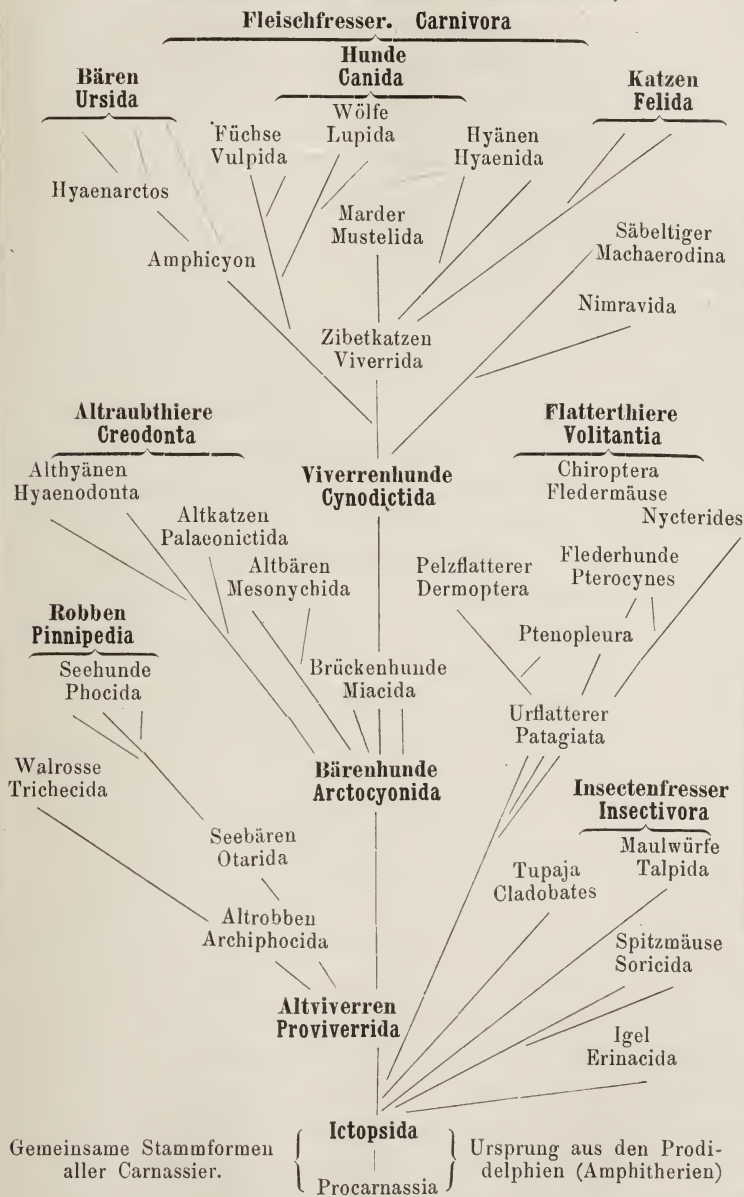 Fleischfresser. Carnivora
Hunde
Canida
Bären
Ursida
Katzen
Felida
Wölfe
Lupida
Füchse
Vulpida
Hyänen
Hyaenida
Hyaenarctos
Marder
Mustelida
Säbeltiger
Machaerodina
Amphicyon
Nimravida
Zibetkatzen
Viverrida
Altraubthiere
Creodonta
Flatterthiere
Volitantia
Althyänen
Hyaenodonta
Viverrenhunde
Cynodictida
Chiroptera
Fledermäuse
Nycterides
Altkatzen
Palaeonictida
Altbären
Mesonychida
Pelzflatterer
Dermoptera
Flederhunde
Pterocynes
Robben
Pinnipedia
Ptenopleura
Seehunde
Phocida
Brückenhunde
Miacida
Urflatterer
Patagiata
Walrosse
Trichecida
Bärenhunde
Arctocyonida
Insectenfresser
Insectivora
Seebären
Otarida
Maulwürfe
Talpida
Tupaja
Cladobates
Altrobben
Archiphocida
Spitzmäuse
Soricida
Altviverren
Proviverrida
Igel
Erinacida
Ictopsida
Gemeinsame Stammformen
aller Carnassier.
Ursprung aus den Prodi-
delphien (Amphitherien)
Procarnassia